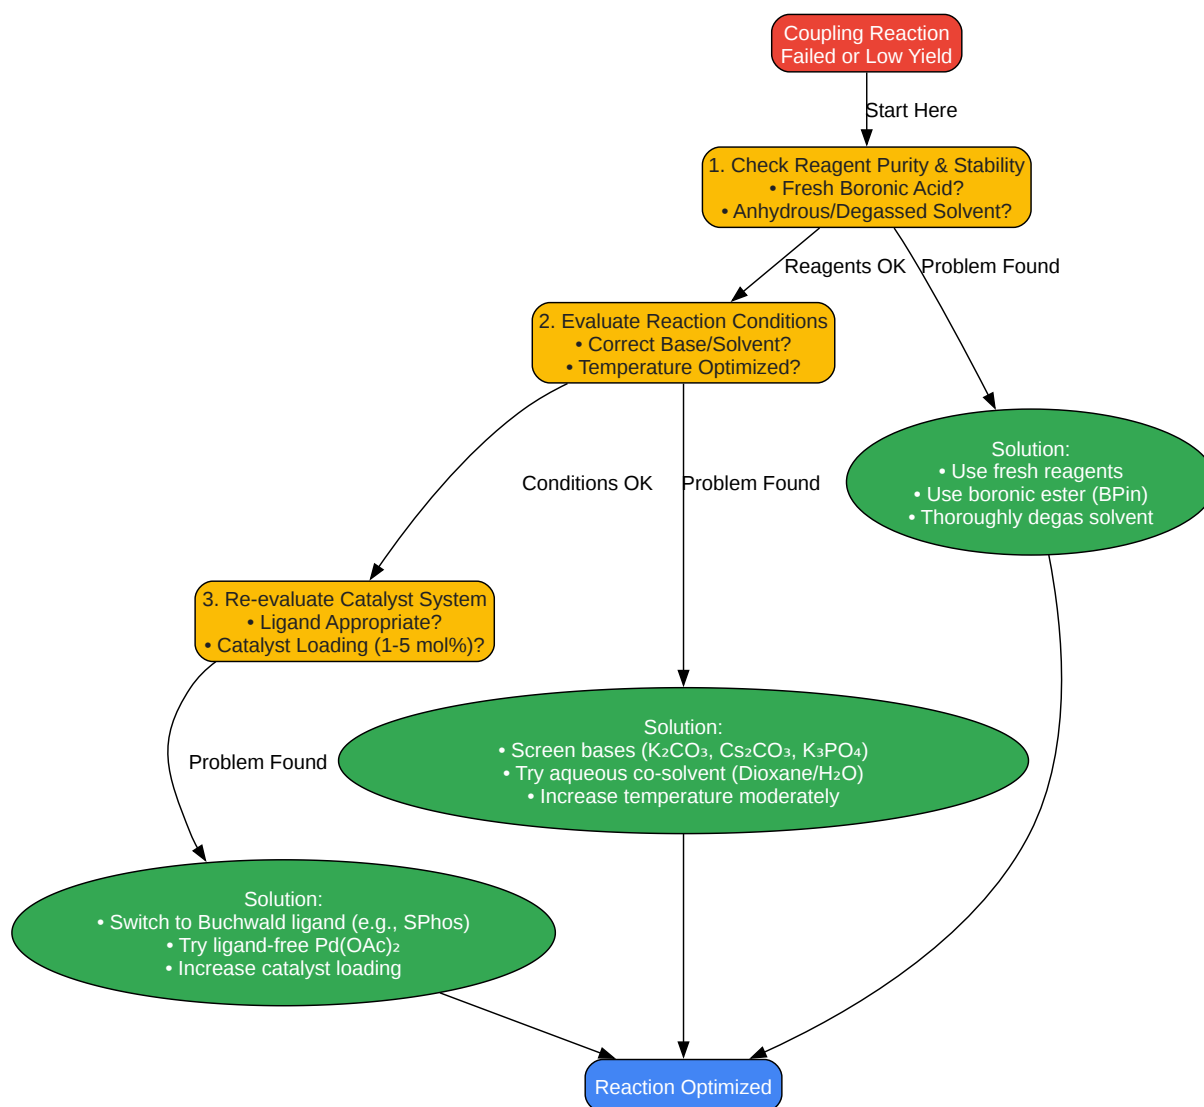 Coupling Reaction
Failed or Low Yield
Start Here
1. Check Reagent Purity & Stability
• Fresh Boronic Acid?
• Anhydrous/Degassed Solvent?
Reagents OK
Problem Found
2. Evaluate Reaction Conditions
• Correct Base/Solvent?
• Temperature Optimized?
Solution:
• Use fresh reagents
• Use boronic ester (BPin)
• Thoroughly degas solvent
Conditions OK
Problem Found
3. Re-evaluate Catalyst System
• Ligand Appropriate?
• Catalyst Loading (1-5 mol%)?
Solution:
• Screen bases (K₂CO₃, Cs₂CO₃, K₃PO₄)
• Try aqueous co-solvent (Dioxane/H₂O)
• Increase temperature moderately
Problem Found
Solution:
• Switch to Buchwald ligand (e.g., SPhos)
• Try ligand-free Pd(OAc)₂
• Increase catalyst loading
Reaction Optimized